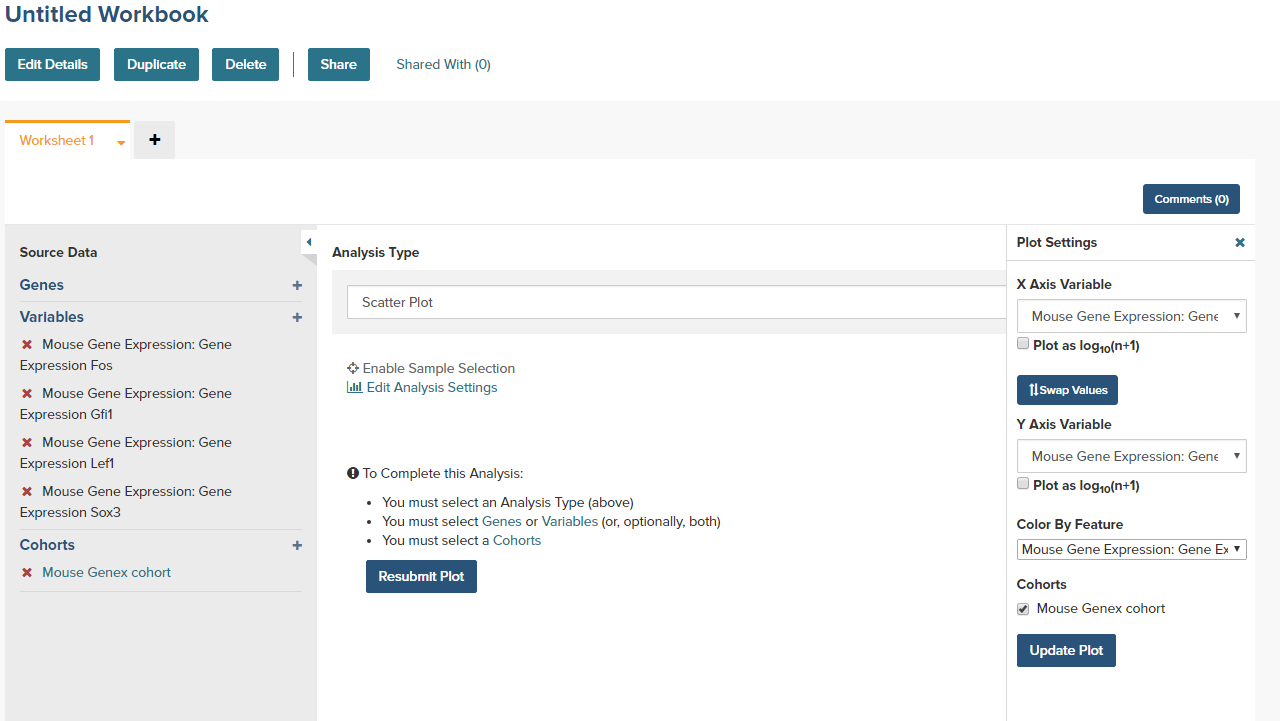 Untitled Workbook
Edit Details Duplicate Delete Share Shared With (0)
Worksheet 1 +
Comments (0)
Source Data
Genes
Variables
Mouse Gene Expression: Gene
Expression Fos
Mouse Gene Expression: Gene
Expression Gfi1
Mouse Gene Expression: Gene
Expression Lef1
Mouse Gene Expression: Gene
Expression Sox3
Cohorts
Mouse Genex cohort
Analysis Type
Scatter Plot
Enable Sample Selection
Edit Analysis Settings
To Complete this Analysis:
• You must select an Analysis Type (above)
• You must select Genes or Variables (or, optionally, both)
• You must select a Cohorts
Resubmit Plot
Plot Settings
X Axis Variable
Mouse Gene Expression: Gene
Plot as log10(n+1)
Swap Values
Y Axis Variable
Mouse Gene Expression: Gene
Plot as log10(n+1)
Color By Feature
Mouse Gene Expression: Gene Ex
Cohorts
Mouse Genex cohort
Update Plot